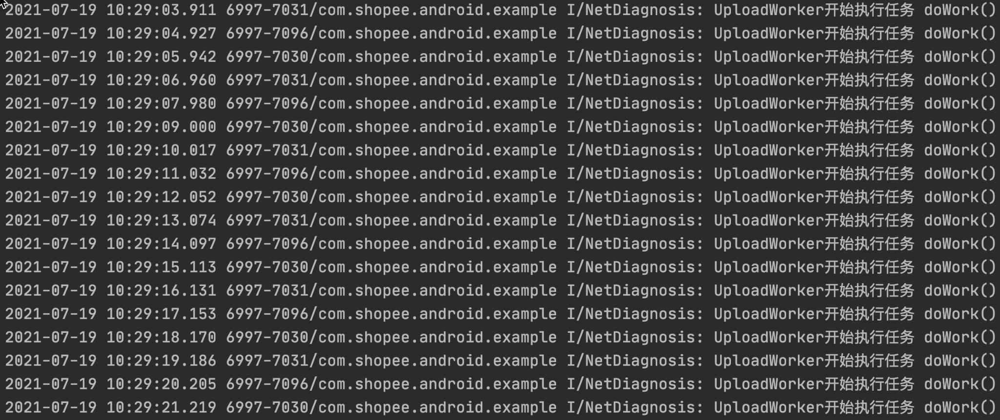 2021-07-19 10:29:03.911 6997-7031/com.shopee.android.example I/NetDiagnosis: UploadWorker开始执行任务 doWork()
2021-07-19 10:29:04.927 6997-7096/com.shopee.android.example I/NetDiagnosis: UploadWorker开始执行任务 doWork()
2021-07-19 10:29:05.942 6997-7030/com.shopee.android.example I/NetDiagnosis: UploadWorker开始执行任务 doWork()
2021-07-19 10:29:06.960 6997-7031/com.shopee.android.example I/NetDiagnosis: UploadWorker开始执行任务 doWork()
2021-07-19 10:29:07.980 6997-7096/com.shopee.android.example I/NetDiagnosis: UploadWorker开始执行任务 doWork()
2021-07-19 10:29:09.000 6997-7030/com.shopee.android.example I/NetDiagnosis: UploadWorker开始执行任务 doWork()
2021-07-19 10:29:10.017 6997-7031/com.shopee.android.example I/NetDiagnosis: UploadWorker开始执行任务 doWork()
2021-07-19 10:29:11.032 6997-7096/com.shopee.android.example I/NetDiagnosis: UploadWorker开始执行任务 doWork()
2021-07-19 10:29:12.052 6997-7030/com.shopee.android.example I/NetDiagnosis: UploadWorker开始执行任务 doWork()
2021-07-19 10:29:13.074 6997-7031/com.shopee.android.example I/NetDiagnosis: UploadWorker开始执行任务 doWork()
2021-07-19 10:29:14.097 6997-7096/com.shopee.android.example I/NetDiagnosis: UploadWorker开始执行任务 doWork()
2021-07-19 10:29:15.113 6997-7030/com.shopee.android.example I/NetDiagnosis: UploadWorker开始执行任务 doWork()
2021-07-19 10:29:16.131 6997-7031/com.shopee.android.example I/NetDiagnosis: UploadWorker开始执行任务 doWork()
2021-07-19 10:29:17.153 6997-7096/com.shopee.android.example I/NetDiagnosis: UploadWorker开始执行任务 doWork()
2021-07-19 10:29:18.170 6997-7030/com.shopee.android.example I/NetDiagnosis: UploadWorker开始执行任务 doWork()
2021-07-19 10:29:19.186 6997-7031/com.shopee.android.example I/NetDiagnosis: UploadWorker开始执行任务 doWork()
2021-07-19 10:29:20.205 6997-7096/com.shopee.android.example I/NetDiagnosis: UploadWorker开始执行任务 doWork()
2021-07-19 10:29:21.219 6997-7030/com.shopee.android.example I/NetDiagnosis: UploadWorker开始执行任务 doWork()